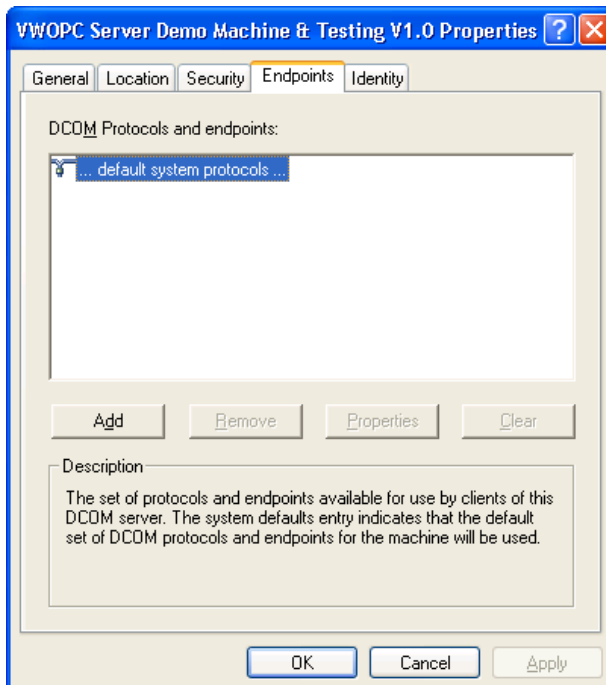 VWOPC Server Demo Machine & Testing V1.0 Properties
General Location Security Endpoints Identity
DCOM Protocols and endpoints:
... default system protocols ...
Add Remove Properties Clear
Description
The set of protocols and endpoints available for use by clients of this
DCOM server. The system defaults entry indicates that the default
set of DCOM protocols and endpoints for the machine will be used.
OK Cancel Apply